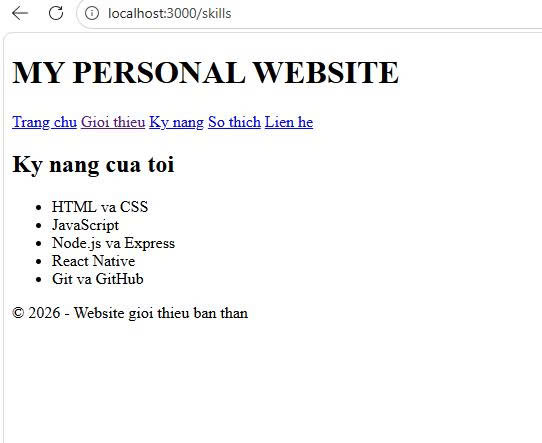 localhost:3000/skills
MY PERSONAL WEBSITE
Trang chu Gioi thieu Ky nang So thich Lien he
Ky nang cua toi
HTML va CSS
JavaScript
Node.js va Express
React Native
Git va GitHub
© 2026 - Website gioi thieu ban than